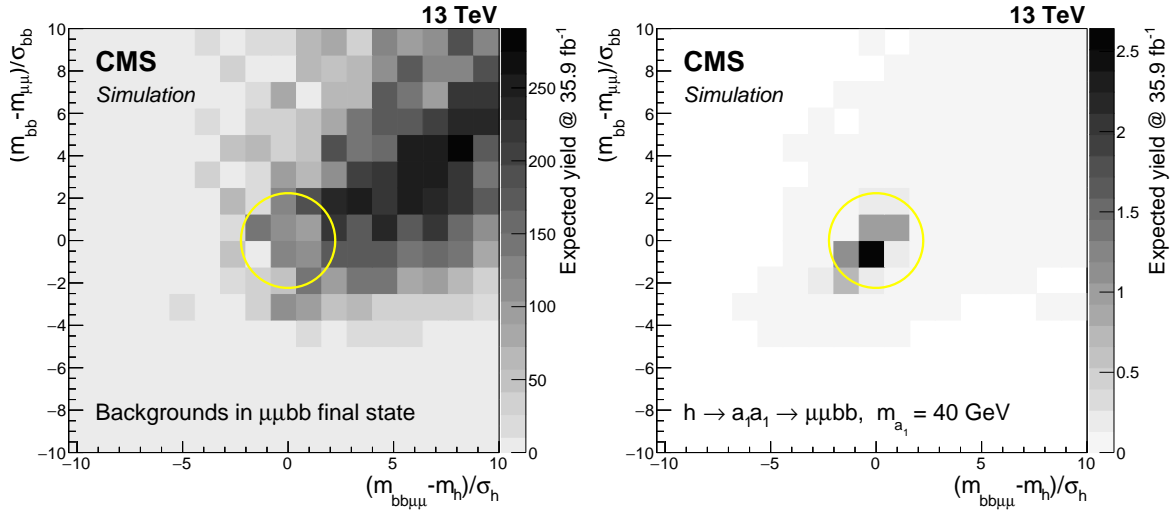 13 TeV
CMS
Simulation
Backgrounds in μμbb final state
(m_bb -m_μμ)/σ_bb
10
8
6
4
2
0
−2
−4
−6
−8
−10
−10 −5 0 5 10
(m_bbμμ -m_h)/σ_h
250
200
150
100
50
0
Expected yield @ 35.9 fb⁻¹
13 TeV
CMS
Simulation
h → a₁a₁ → μμbb, m_a₁ = 40 GeV
(m_bb -m_μμ)/σ_bb
10
8
6
4
2
0
−2
−4
−6
−8
−10
−10 −5 0 5 10
(m_bbμμ -m_h)/σ_h
2.5
2
1.5
1
0.5
0
Expected yield @ 35.9 fb⁻¹